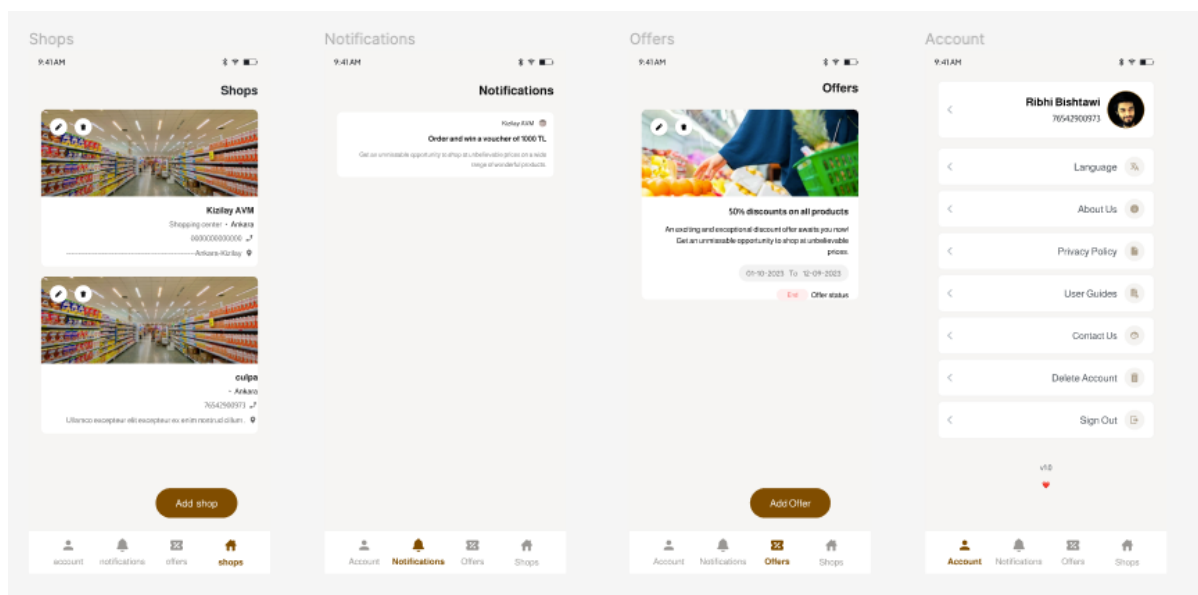 Shops
9:41 AM
Shops
Kizilay AVM
Shopping center • Ankara
0000000000000
Ankara-Kizilay
culpa
- Ankara
76542900973
Ullamco excepteur elit excepteur ex enim nostrud cillum.
Add shop
account notifications offers shops
Notifications
9:41 AM
Notifications
Kizilay AVM
Order and win a voucher of 1000 TL
Get an unmissable opportunity to shop at unbelievable prices on a wide
range of wonderful products.
Account Notifications Offers Shops
Offers
9:41 AM
Offers
50% discounts on all products
An exciting and exceptional discount offer awaits you now!
Get an unmissable opportunity to shop at unbelievable
prices.
01-10-2023 To 12-09-2023
End Offer status
Add Offer
Account Notifications Offers Shops
Account
9:41 AM
Ribhi Bishtawi
76542900973
Language
About Us
Privacy Policy
User Guides
Contact Us
Delete Account
Sign Out
v1.0
Account Notifications Offers Shops